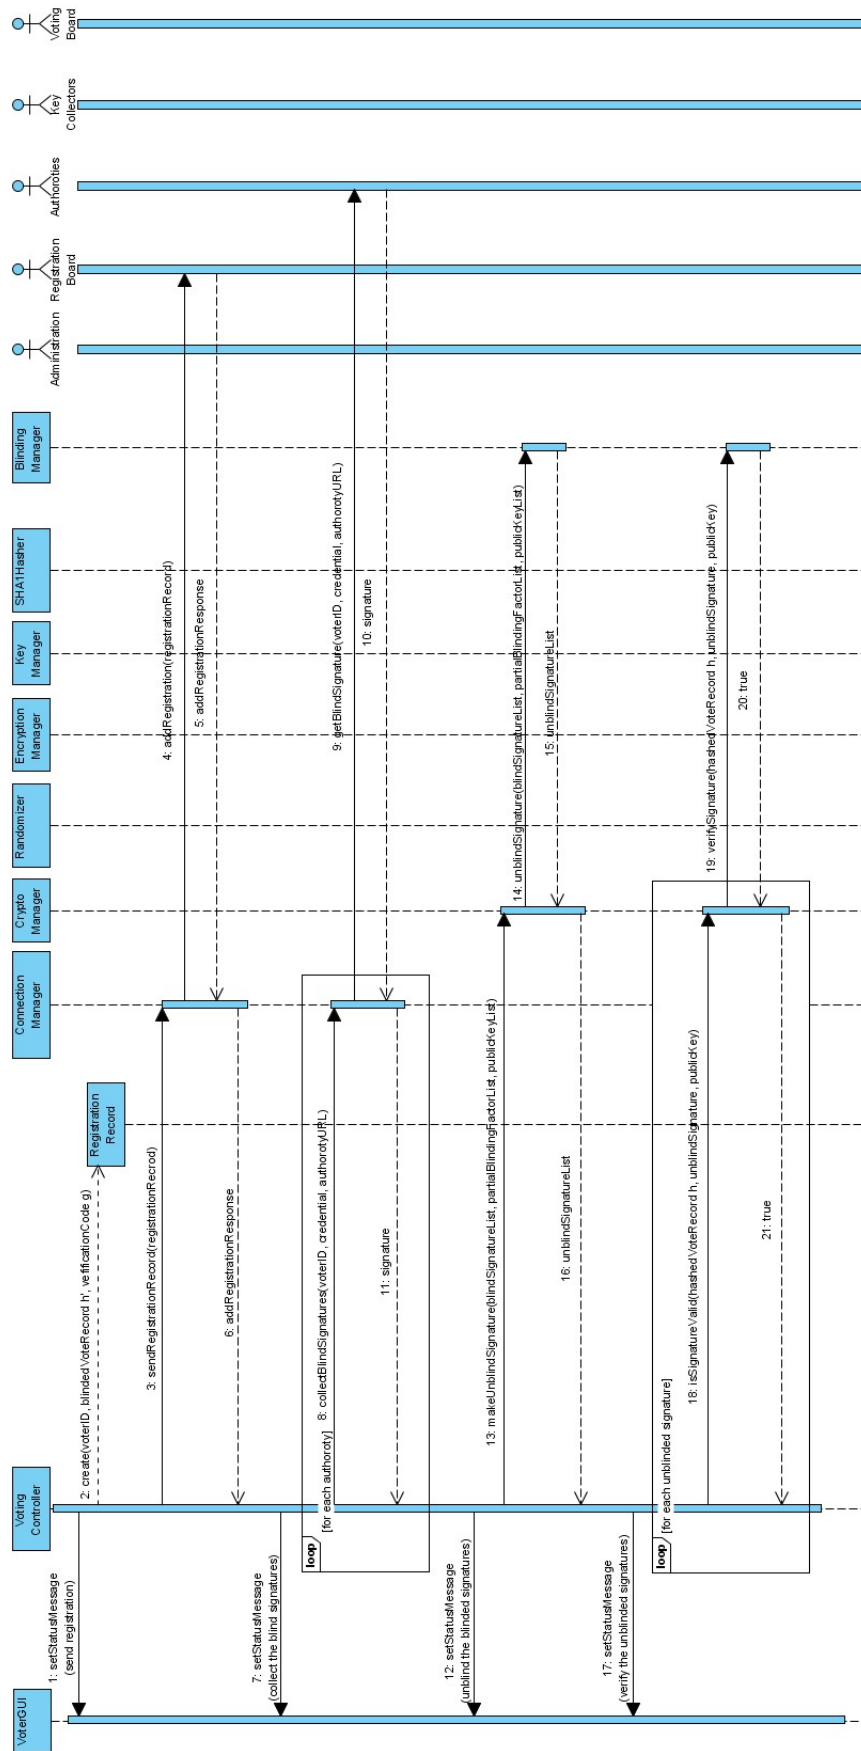 VoterGUI
Voting
Controller
Registration
Record
Connection
Manager
Crypto
Manager
Randomizer
Encryption
Manager
Key
Manager
SHA1Hasher
Blinding
Manager
Administration
Registration
Board
Authoroties
Key
Collectors
Voting
Board
1: setStatusMessage
(send registration)
2: create(voterID, blindedVoteRecord h', verificationCode g)
3: sendRegistrationRecord(registrationRecrod)
4: addRegistration(registrationRecord)
5: addRegistrationResponse
6: addRegistrationResponse
7: setStatusMessage
(collect the blind signatures)
loop
[for each authoroty]
8: collectBlindSignatures(voterID, credential, authorotyURL)
9: getBlindSignature(voterID, credential, authorotyURL)
10: signature
11: signature
12: setStatusMessage
(unblind the blinded signatures)
13: makeUnblindSignature(blindSignatureList, partialBlindingFactorList, publicKeyList)
14: unblindSignature(blindSignatureList, partialBlindingFactorList, publicKeyList)
15: unblindSignatureList
16: unblindSignatureList
17: setStatusMessage
(verify the unblinded signatures)
loop
[for each unblinded signature]
18: isSignatureValid(hashedVoteRecord h, unblindSignature, publicKey)
19: verifySignature(hashedVoteRecord h, unblindSignature, publicKey)
20: true
21: true